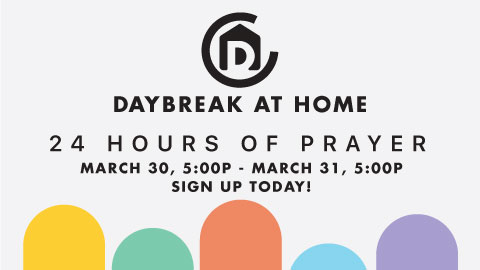 D
DAYBREAK AT HOME
24 HOURS OF PRAYER
MARCH 30, 5:00P - MARCH 31, 5:00P
SIGN UP TODAY!